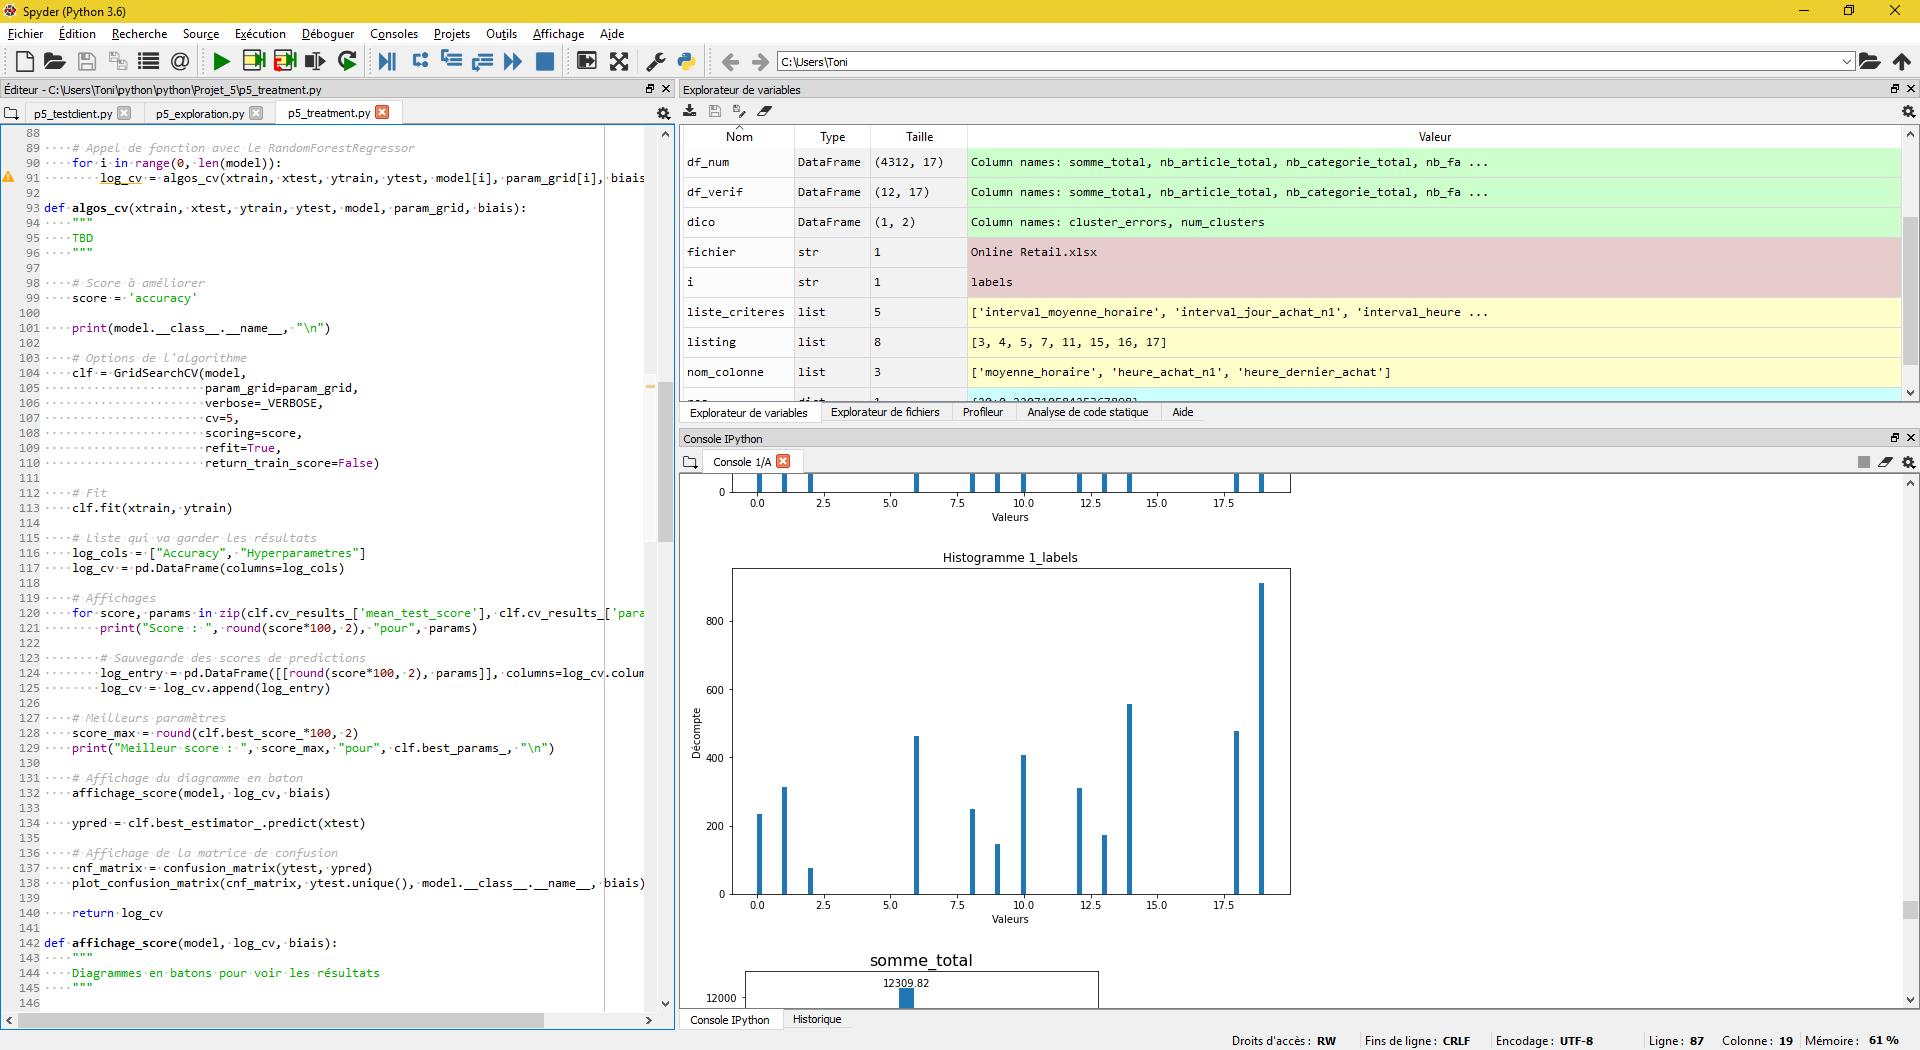 Spyder (Python 3.6)
Fichier Édition Recherche Source Exécution Déboguer Consoles Projets Outils Affichage Aide
C:\Users\Toni
Éditeur - C:\Users\Toni\python\python\Projet_5\p5_treatment.py
p5_testclient.py p5_exploration.py p5_treatment.py
88
89 ····# Appel de fonction avec le RandomForestRegressor
90 ····for i in range(0, len(model)):
91 ········log_cv = algos_cv(xtrain, xtest, ytrain, ytest, model[i], param_grid[i], biais
92
93 def algos_cv(xtrain, xtest, ytrain, ytest, model, param_grid, biais):
94 ····"""
95 ····TBD
96 ····"""
97
98 ····# Score à améliorer
99 ····score = 'accuracy'
100
101 ····print(model.__class__.__name__, "\n")
102
103 ····# Options de l'algorithme
104 ····clf = GridSearchCV(model,
105 ·······················param_grid=param_grid,
106 ·······················verbose=_VERBOSE,
107 ·······················cv=5,
108 ·······················scoring=score,
109 ·······················refit=True,
110 ·······················return_train_score=False)
111
112 ····# Fit
113 ····clf.fit(xtrain, ytrain)
114
115 ····# Liste qui va garder les résultats
116 ····log_cols = ["Accuracy", "Hyperparametres"]
117 ····log_cv = pd.DataFrame(columns=log_cols)
118
119 ····# Affichages
120 ····for score, params in zip(clf.cv_results_['mean_test_score'], clf.cv_results_['para
121 ········print("Score : ", round(score*100, 2), "pour", params)
122
123 ········# Sauvegarde des scores de predictions
124 ········log_entry = pd.DataFrame([[round(score*100, 2), params]], columns=log_cv.colum
125 ········log_cv = log_cv.append(log_entry)
126
127 ····# Meilleurs paramètres
128 ····score_max = round(clf.best_score_*100, 2)
129 ····print("Meilleur score : ", score_max, "pour", clf.best_params_, "\n")
130
131 ····# Affichage du diagramme en baton
132 ····affichage_score(model, log_cv, biais)
133
134 ····ypred = clf.best_estimator_.predict(xtest)
135
136 ····# Affichage de la matrice de confusion
137 ····cnf_matrix = confusion_matrix(ytest, ypred)
138 ····plot_confusion_matrix(cnf_matrix, ytest.unique(), model.__class__.__name__, biais)
139
140 ····return log_cv
141
142 def affichage_score(model, log_cv, biais):
143 ····"""
144 ····Diagrammes en batons pour voir les résultats
145 ····"""
146
Explorateur de variables
Nom Type Taille Valeur
df_num DataFrame (4312, 17) Column names: somme_total, nb_article_total, nb_categorie_total, nb_fa ...
df_verif DataFrame (12, 17) Column names: somme_total, nb_article_total, nb_categorie_total, nb_fa ...
dico DataFrame (1, 2) Column names: cluster_errors, num_clusters
fichier str 1 Online Retail.xlsx
i str 1 labels
liste_criteres list 5 ['interval_moyenne_horaire', 'interval_jour_achat_n1', 'interval_heure ...
listing list 8 [3, 4, 5, 7, 11, 15, 16, 17]
nom_colonne list 3 ['moyenne_horaire', 'heure_achat_n1', 'heure_dernier_achat']
Explorateur de variables Explorateur de fichiers Profileur Analyse de code statique Aide
Console IPython
Console 1/A
0
0.0 2.5 5.0 7.5 10.0 12.5 15.0 17.5
Valeurs
Histogramme 1_labels
800
600
400
200
0
Décompte
0.0 2.5 5.0 7.5 10.0 12.5 15.0 17.5
Valeurs
somme_total
12309.82
12000
Console IPython Historique
Droits d'accès : RW Fins de ligne : CRLF Encodage : UTF-8 Ligne : 87 Colonne : 19 Mémoire : 61 %